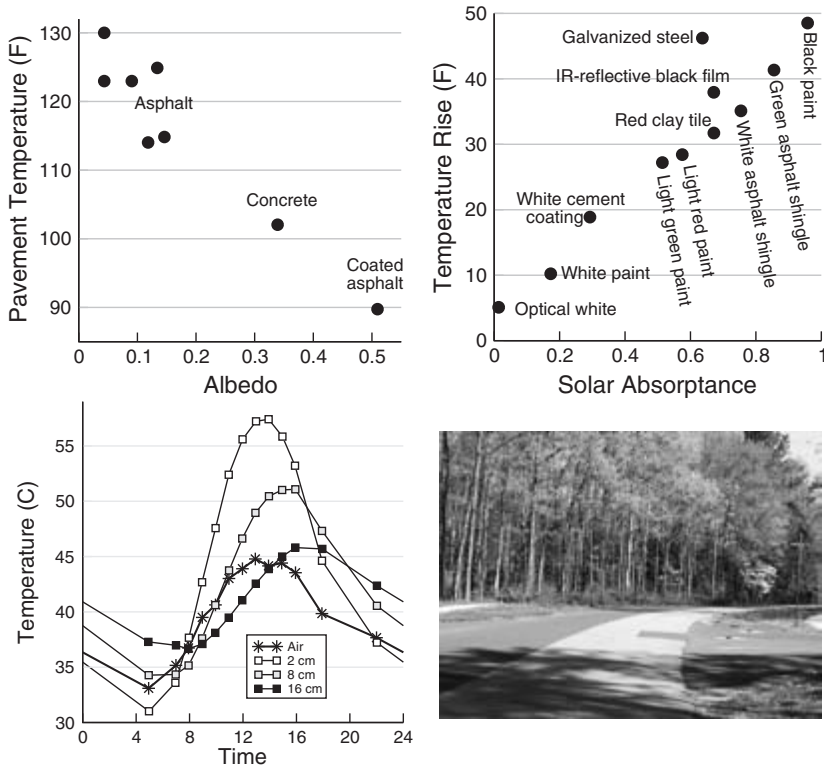 Pavement Temperature (F)
130
120
110
100
90
Asphalt
Concrete
Coated
asphalt
0
0.1
0.2
0.3
0.4
0.5
Albedo
Temperature Rise (F)
50
40
30
20
10
0
Galvanized steel
IR-reflective black film
Red clay tile
White cement
coating
White paint
Optical white
Light green paint
Light red paint
White asphalt shingle
Green asphalt shingle
Black paint
0
0.2
0.4
0.6
0.8
1
Solar Absorptance
Temperature (C)
55
50
45
40
35
30
Air
2 cm
8 cm
16 cm
0
4
8
12
16
20
24
Time